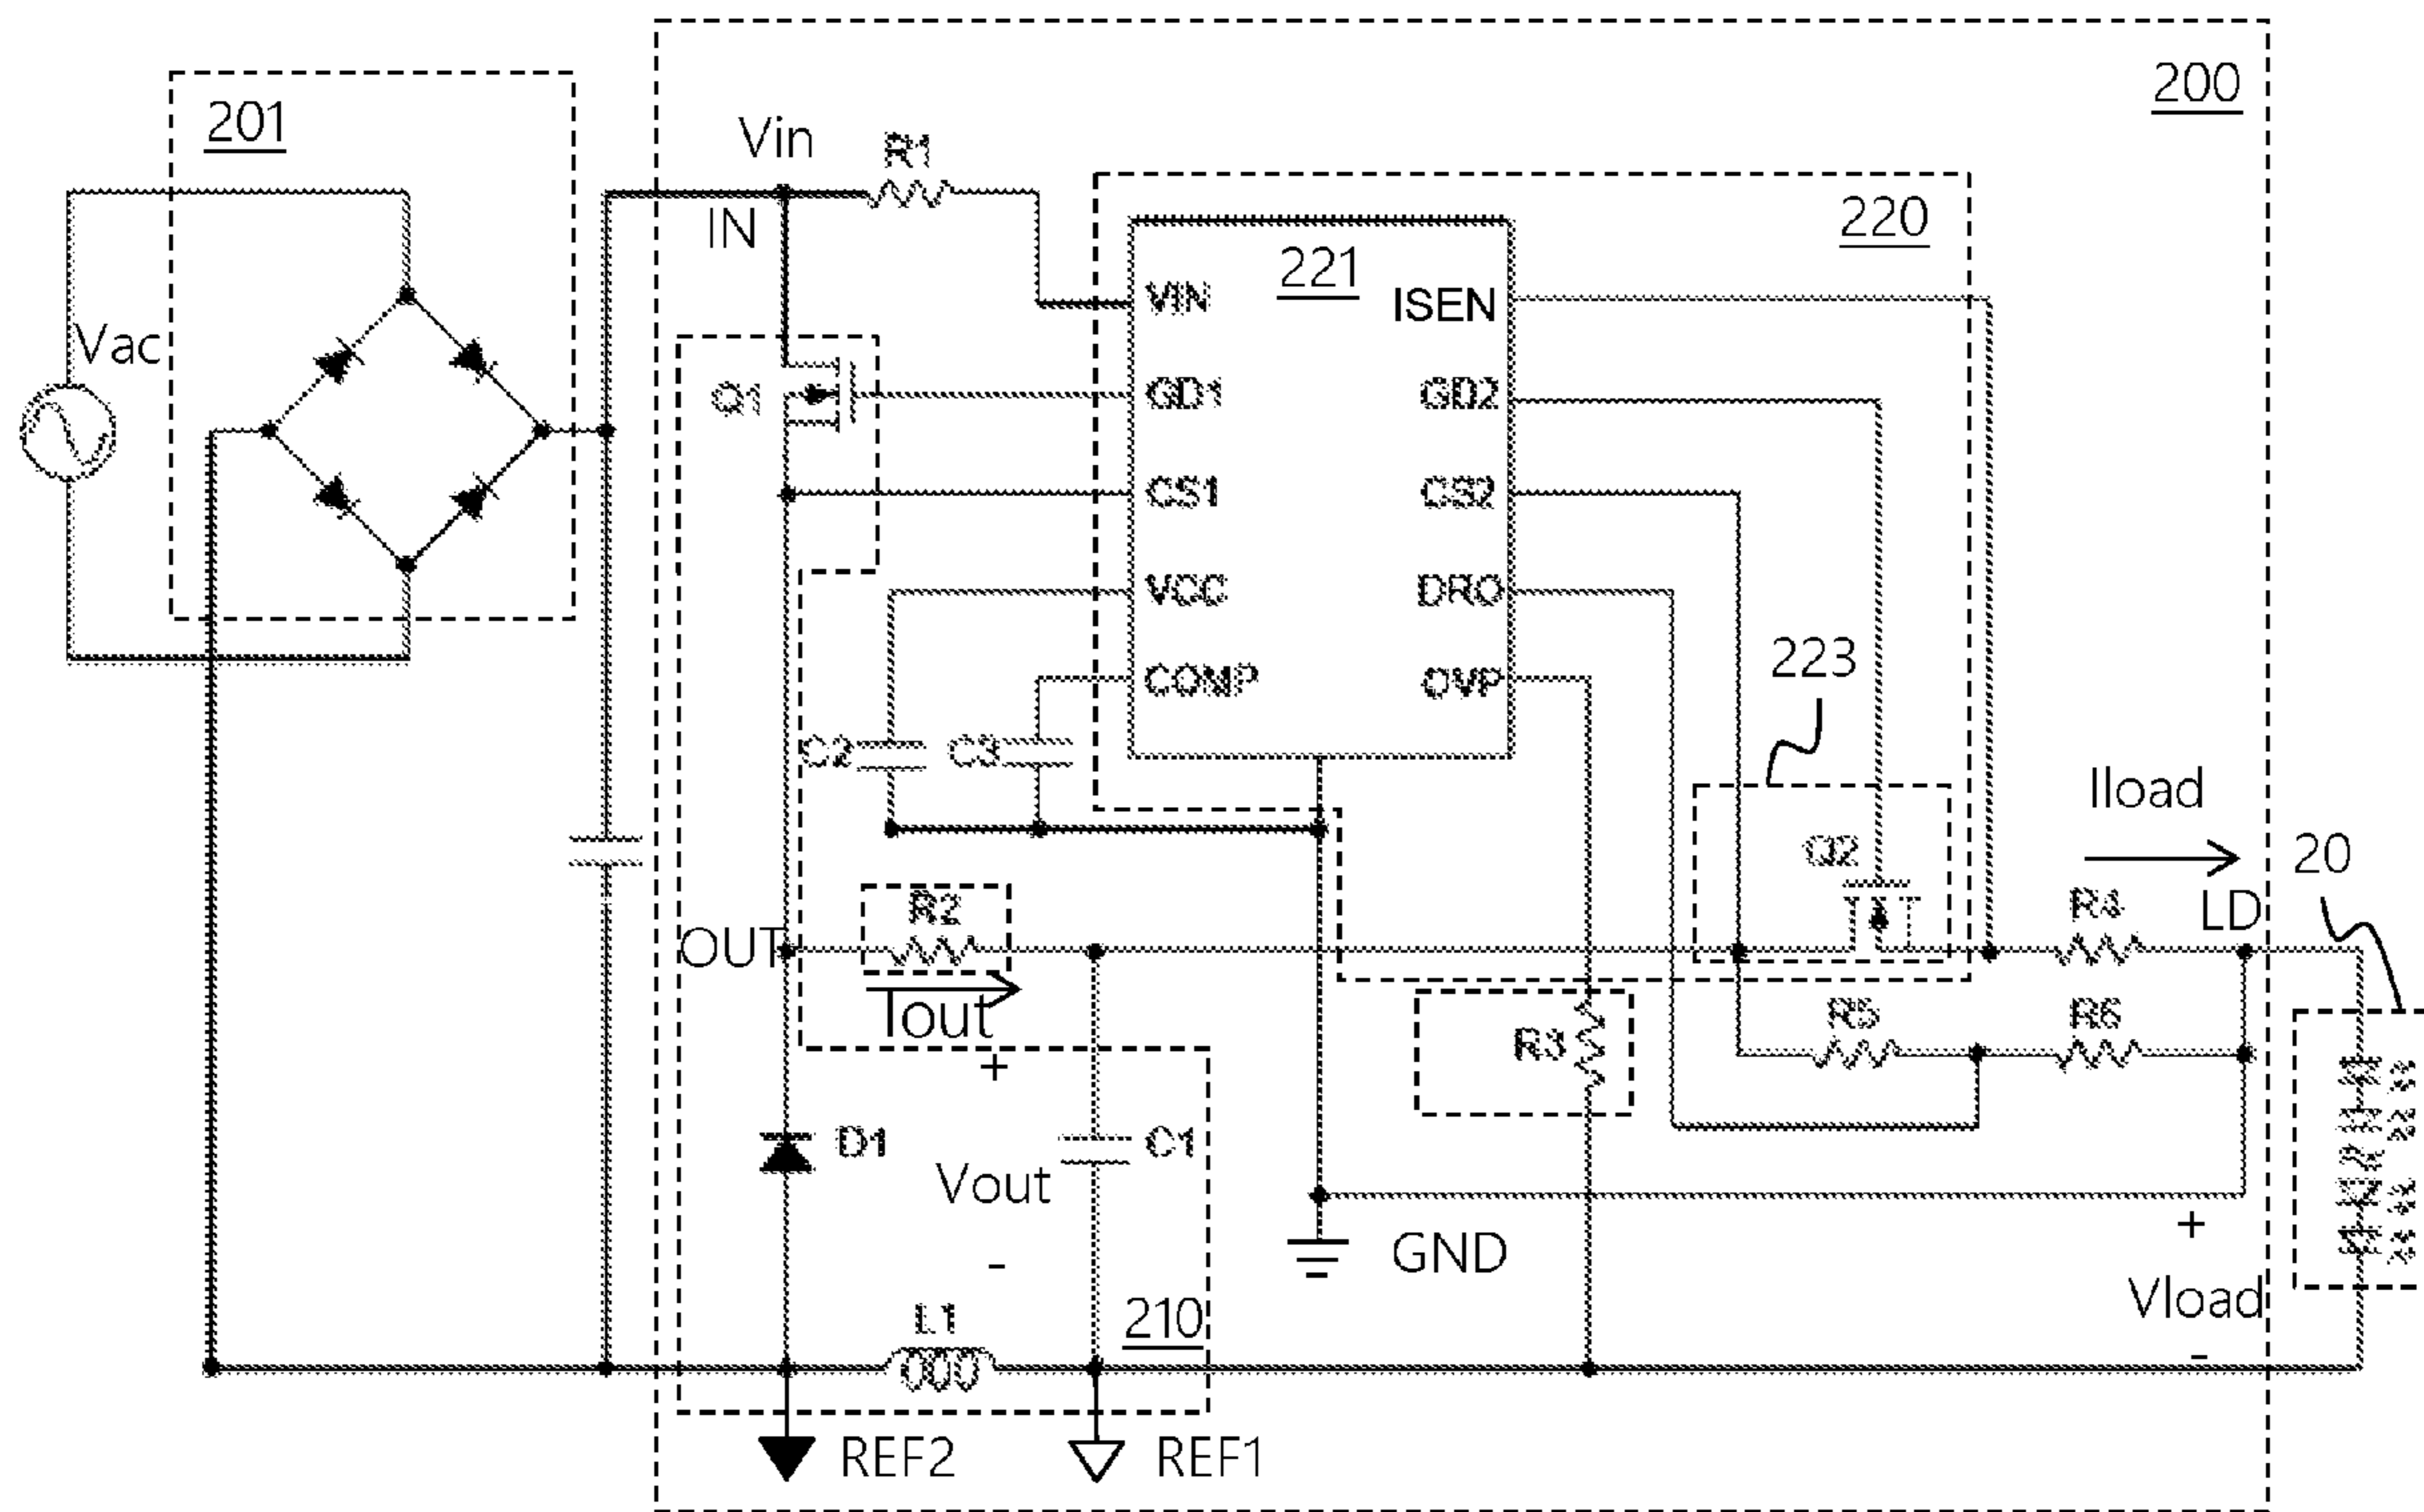 200
201
Vin
R1
IN
220
221
VIN
ISEN
Vac
Q1
GD1
GD2
CS1
CS2
VCC
DRO
223
COMP
OVP
C2
C3
Iload
Q2
20
R2
R4
LD
OUT
Iout
R5
R6
R3
+
D1
C1
Vout
+
-
GND
Vload
L1
210
-
REF2
REF1